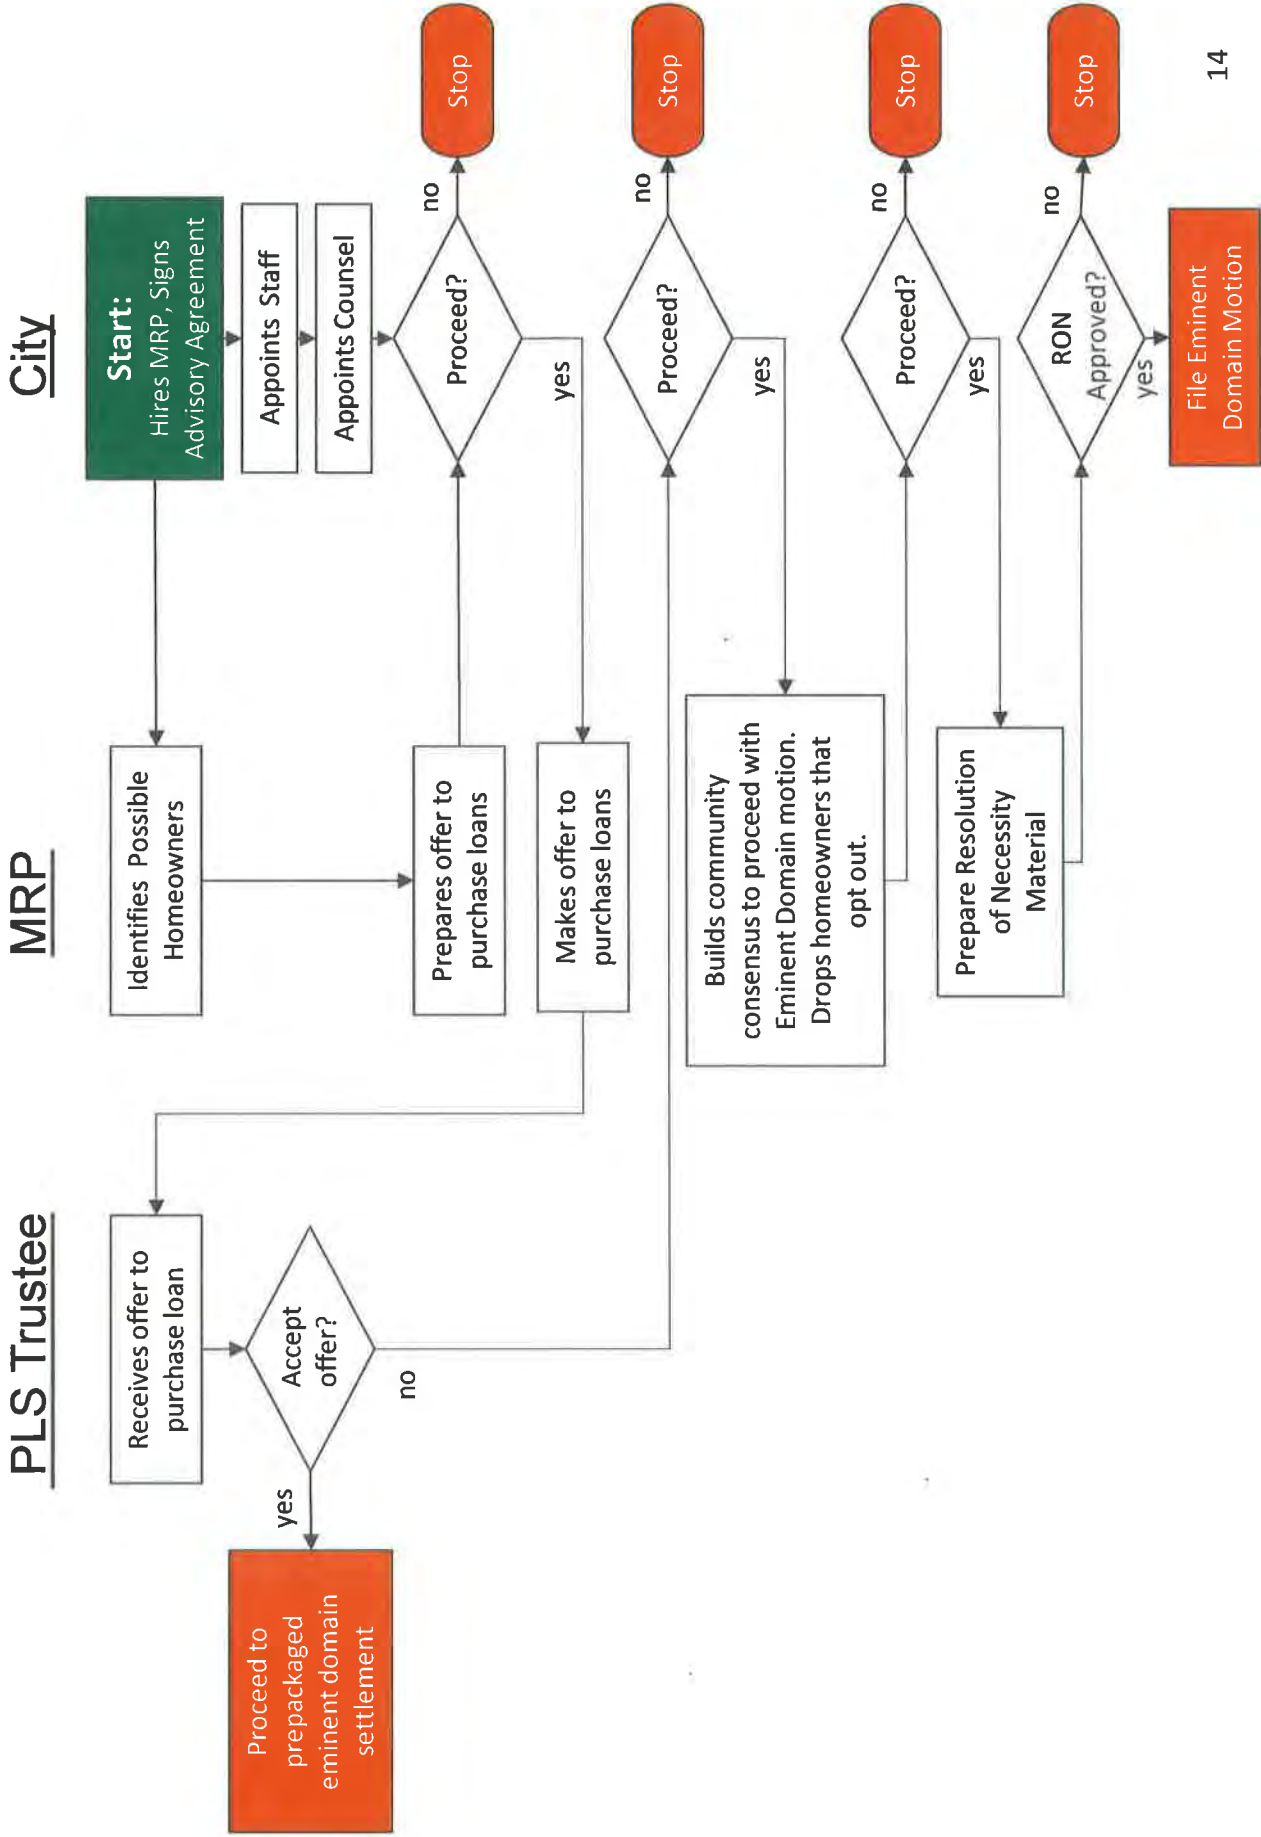 PLS Trustee
MRP
City
Start:
Hires MRP, Signs
Advisory Agreement
Appoints Staff
Appoints Counsel
Identifies Possible
Homeowners
Prepares offer to
purchase loans
Proceed?
no
Stop
yes
Makes offer to
purchase loans
Receives offer to
purchase loan
Accept
offer?
yes
Proceed to
prepackaged
eminent domain
settlement
no
Proceed?
no
Stop
yes
Builds community
consensus to proceed with
Eminent Domain motion.
Drops homeowners that
opt out.
Proceed?
no
Stop
yes
Prepare Resolution
of Necessity
Material
RON
Approved?
no
Stop
yes
File Eminent
Domain Motion
14